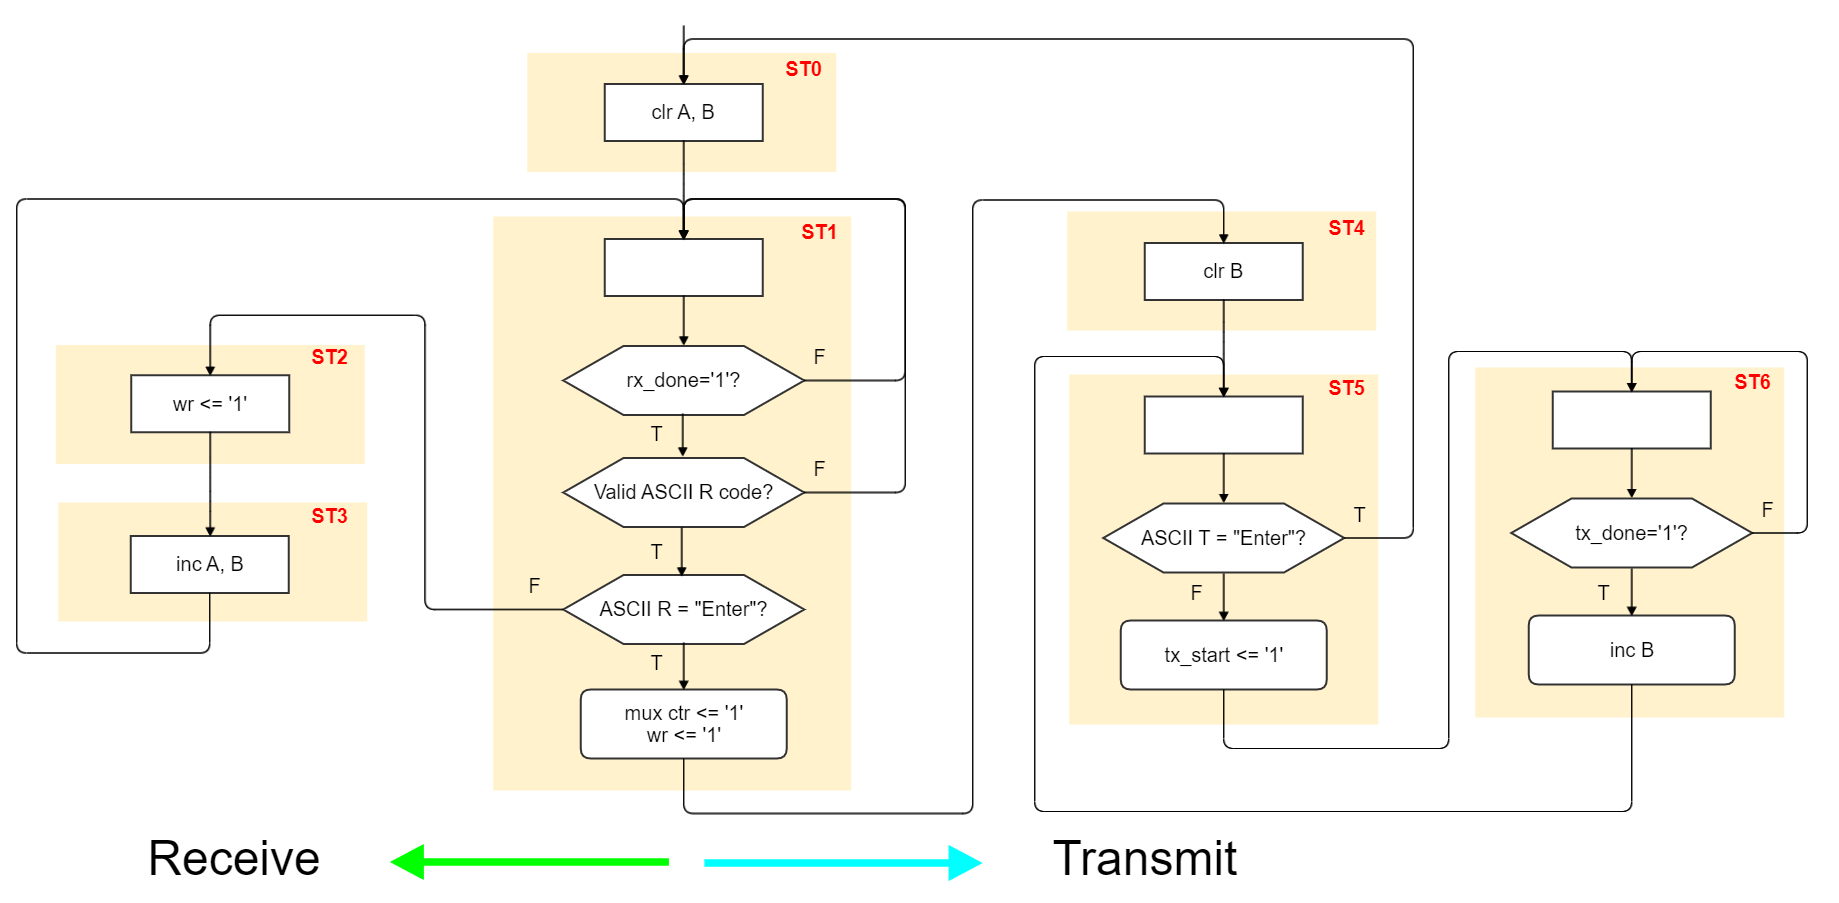 ST0
clr A, B
ST1
rx_done='1'?
F
T
Valid ASCII R code?
F
T
ASCII R = "Enter"?
F
T
mux ctr <= '1'
wr <= '1'
ST2
wr <= '1'
ST3
inc A, B
ST4
clr B
ST5
ASCII T = "Enter"?
T
F
tx_start <= '1'
ST6
tx_done='1'?
F
T
inc B
Receive
Transmit